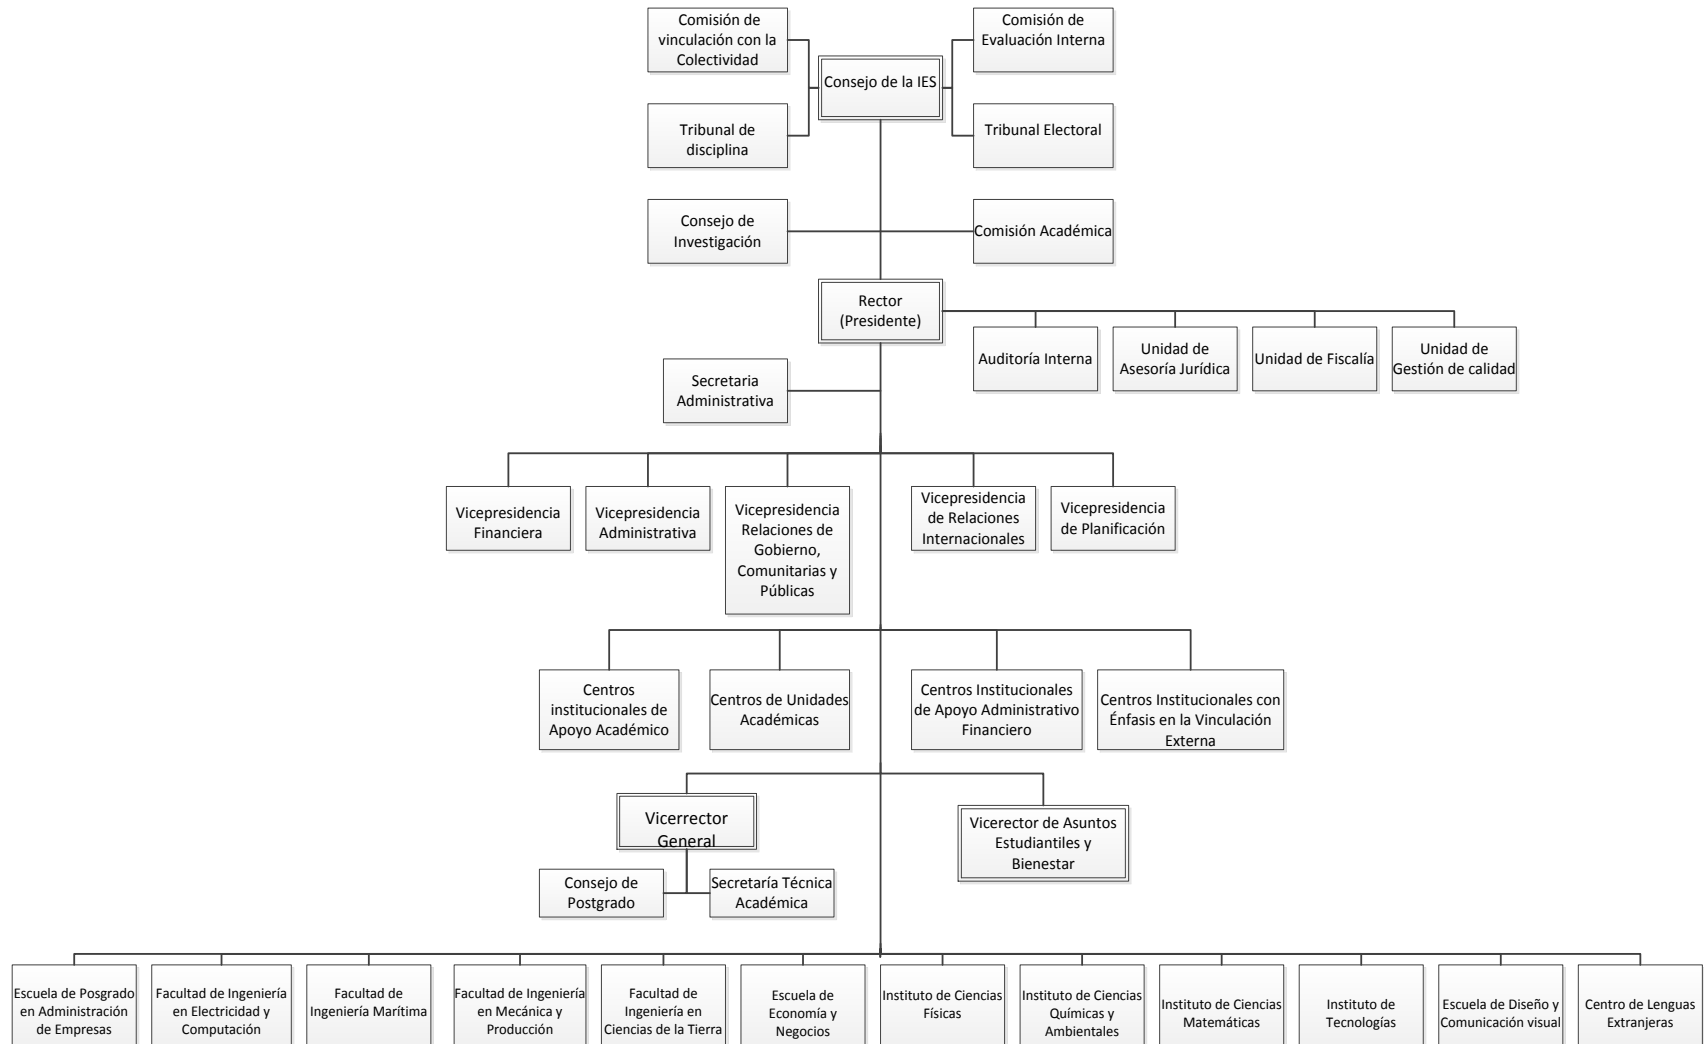 Comisión de
vinculación con la
Colectividad
Comisión de
Evaluación Interna
Consejo de la IES
Tribunal de
disciplina
Tribunal Electoral
Consejo de
Investigación
Comisión Académica
Rector
(Presidente)
Auditoría Interna
Unidad de
Asesoría Jurídica
Unidad de Fiscalía
Unidad de
Gestión de calidad
Secretaria
Administrativa
Vicepresidencia
Financiera
Vicepresidencia
Administrativa
Vicepresidencia
Relaciones de
Gobierno,
Comunitarias y
Públicas
Vicepresidencia
de Relaciones
Internacionales
Vicepresidencia
de Planificación
Centros
institucionales de
Apoyo Académico
Centros de Unidades
Académicas
Centros Institucionales
de Apoyo Administrativo
Financiero
Centros Institucionales con
Énfasis en la Vinculación
Externa
Vicerrector
General
Vicerector de Asuntos
Estudiantiles y
Bienestar
Consejo de
Postgrado
Secretaría Técnica
Académica
Escuela de Posgrado
en Administración
de Empresas
Facultad de Ingeniería
en Electricidad y
Computación
Facultad de
Ingeniería Marítima
Facultad de Ingeniería
en Mecánica y
Producción
Facultad de
Ingeniería en
Ciencias de la Tierra
Escuela de
Economía y
Negocios
Instituto de Ciencias
Físicas
Instituto de Ciencias
Químicas y
Ambientales
Instituto de Ciencias
Matemáticas
Instituto de
Tecnologías
Escuela de Diseño y
Comunicación visual
Centro de Lenguas
Extranjeras